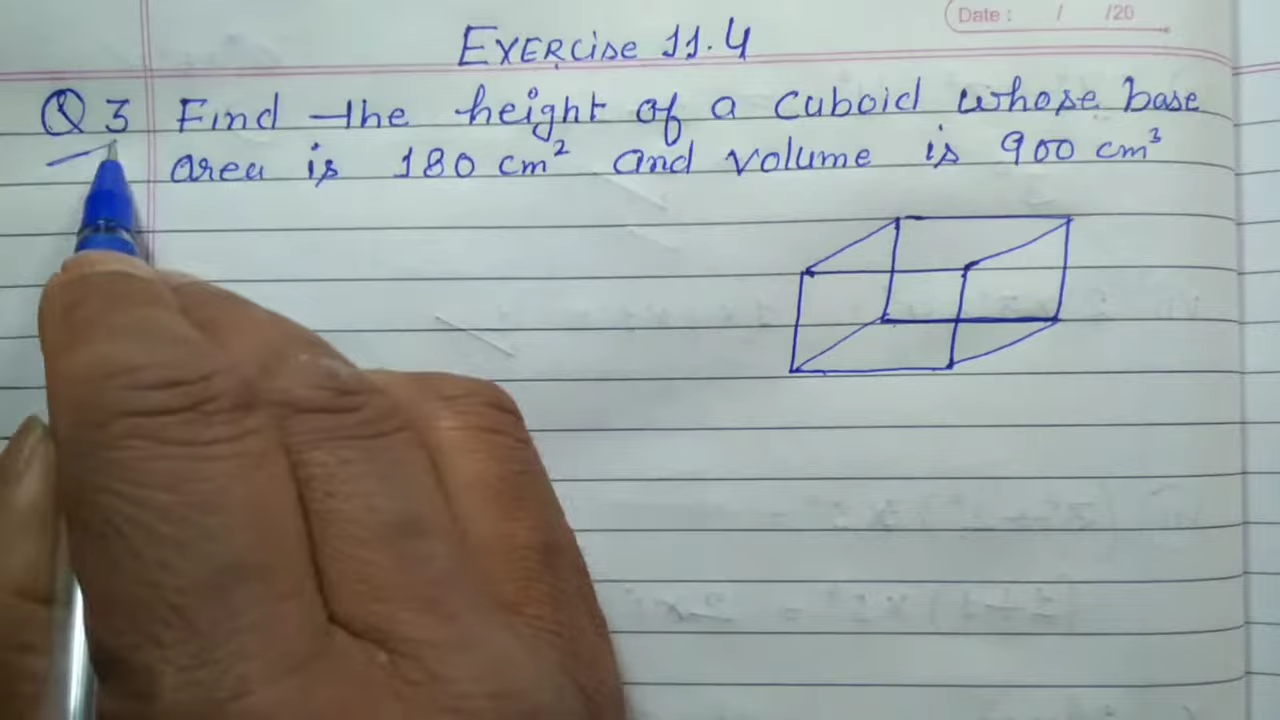 Date : / /20
Exercise 11.4
Q 3 Find the height of a cuboid whose base
area is 180 cm² and volume is 900 cm³